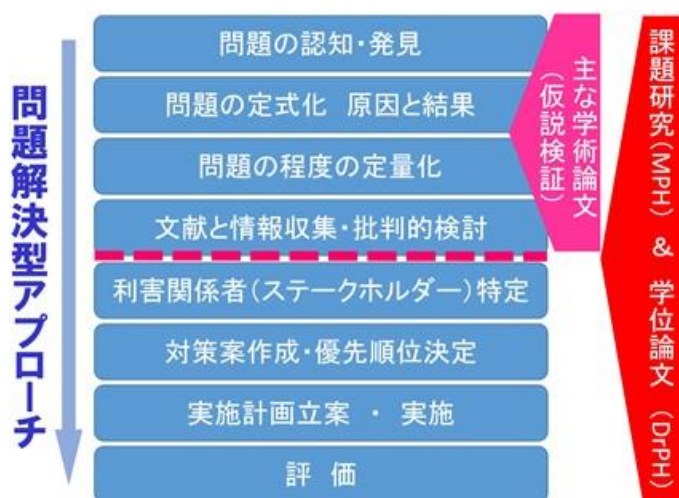 問題解決型アプローチ
問題の認知・発見
問題の定式化 原因と結果
問題の程度の定量化
文献と情報収集・批判的検討
利害関係者(ステークホルダー)特定
対策案作成・優先順位決定
実施計画立案 ・ 実施
評 価
主な学術論文
(仮説検証)
課題研究(MPH) & 学位論文 (DrPH)